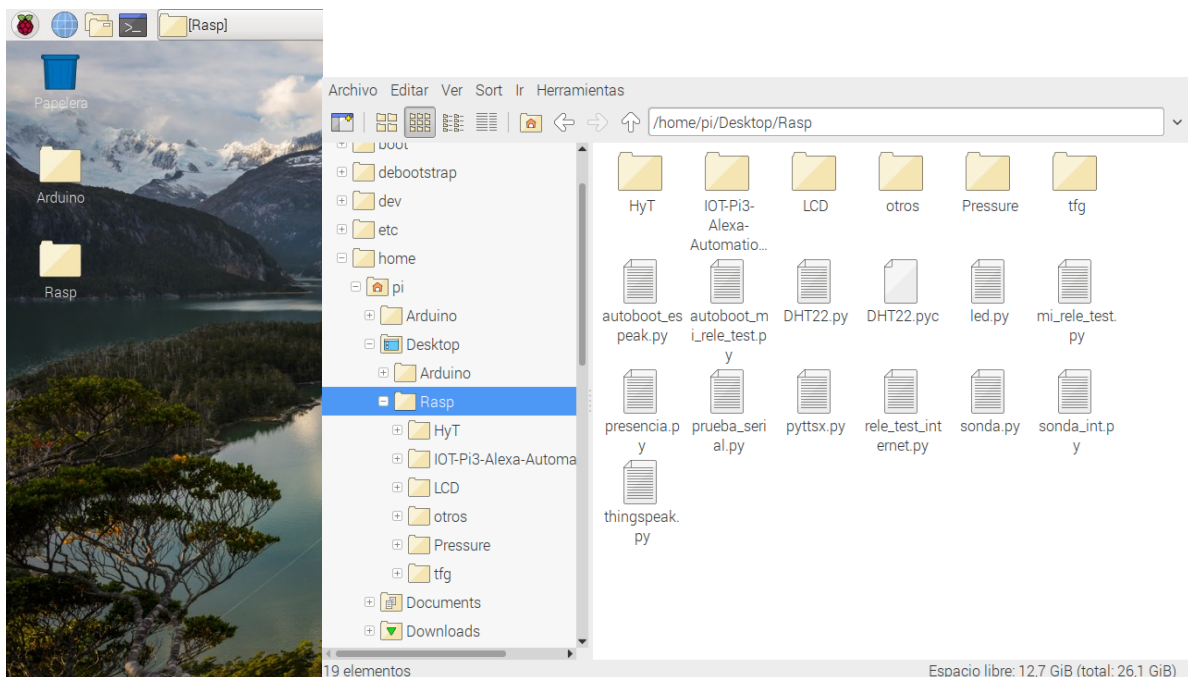 [Rasp]
Papelera
Arduino
Rasp
Archivo Editar Ver Sort Ir Herramientas
/home/pi/Desktop/Rasp
boot
debootstrap
dev
etc
home
pi
Arduino
Desktop
Arduino
Rasp
HyT
IOT-Pi3-Alexa-Automa
LCD
otros
Pressure
tfg
Documents
Downloads
HyT
IOT-Pi3-
Alexa-
Automatio...
LCD
otros
Pressure
tfg
autoboot_es
peak.py
autoboot_m
i_rele_test.p
y
DHT22.py
DHT22.pyc
led.py
mi_rele_test.
py
presencia.p
y
prueba_seri
al.py
pyttsx.py
rele_test_int
ernet.py
sonda.py
sonda_int.p
y
thingspeak.
py
19 elementos
Espacio libre: 12,7 GiB (total: 26,1 GiB)